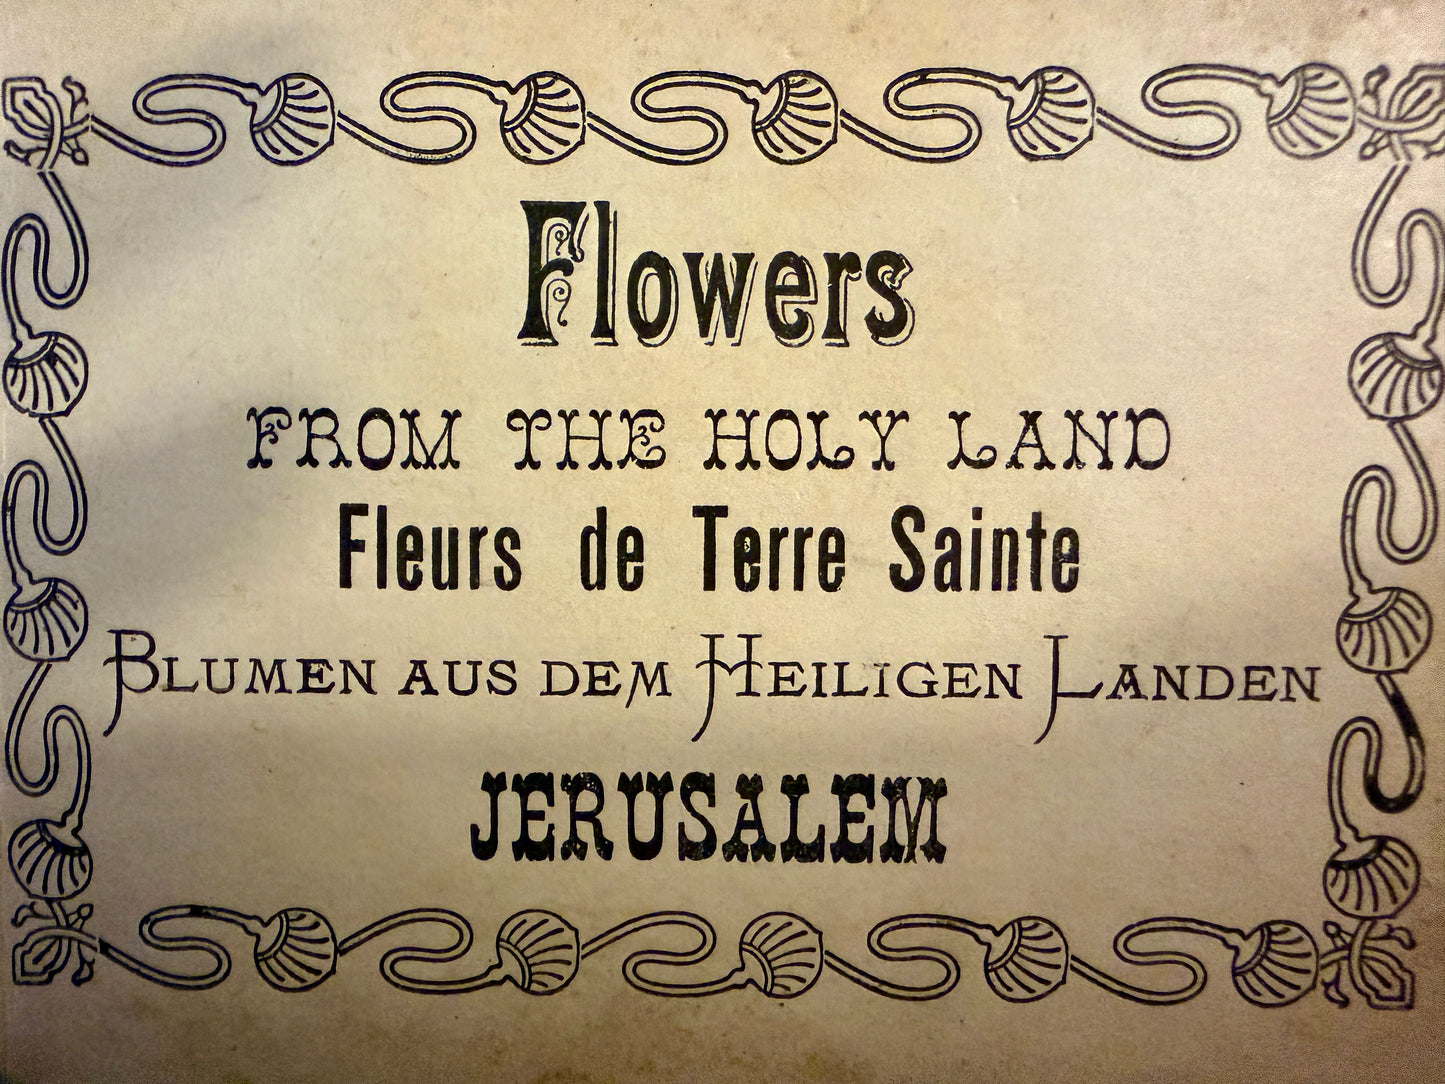 Flowers
FROM THE HOLY LAND
Fleurs de Terre Sainte
BLUMEN AUS DEM HEILIGEN LANDEN
JERUSALEM